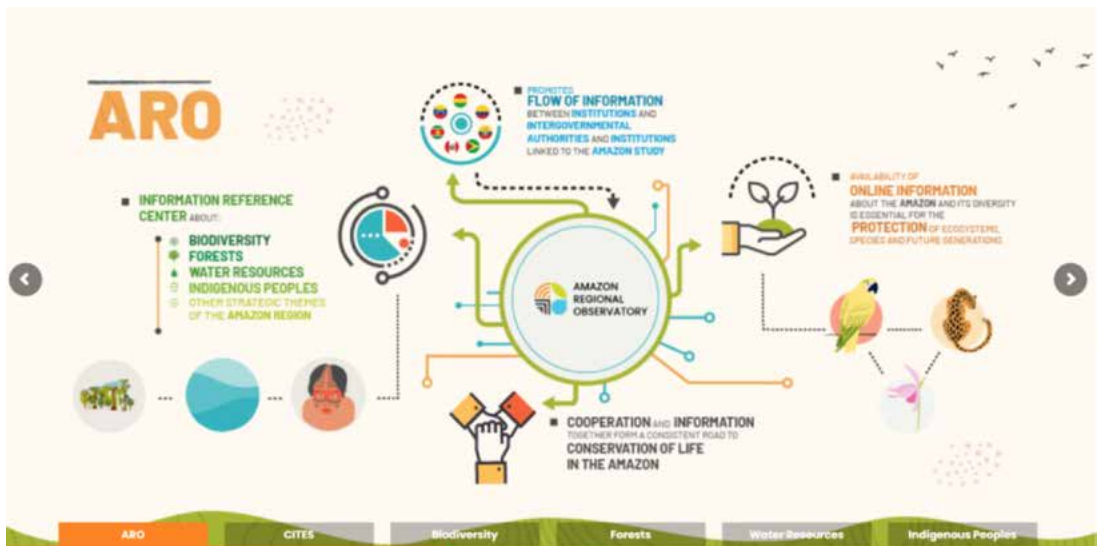 ARO
PROMOTES
FLOW OF INFORMATION
BETWEEN INSTITUTIONS AND
INTERGOVERNMENTAL
AUTHORITIES AND INSTITUTIONS
LINKED TO THE AMAZON STUDY
INFORMATION REFERENCE
CENTER ABOUT:
BIODIVERSITY
FORESTS
WATER RESOURCES
INDIGENOUS PEOPLES
OTHER STRATEGIC THEMES
OF THE AMAZON REGION
AMAZON
REGIONAL
OBSERVATORY
AVAILABILITY OF
ONLINE INFORMATION
ABOUT THE AMAZON AND ITS DIVERSITY
IS ESSENTIAL FOR THE
PROTECTION OF ECOSYSTEMS,
SPECIES AND FUTURE GENERATIONS.
COOPERATION AND INFORMATION
TOGETHER FORM A CONSISTENT ROAD TO
CONSERVATION OF LIFE
IN THE AMAZON
ARO
CITES
Biodiversity
Forests
Water Resources
Indigenous Peoples